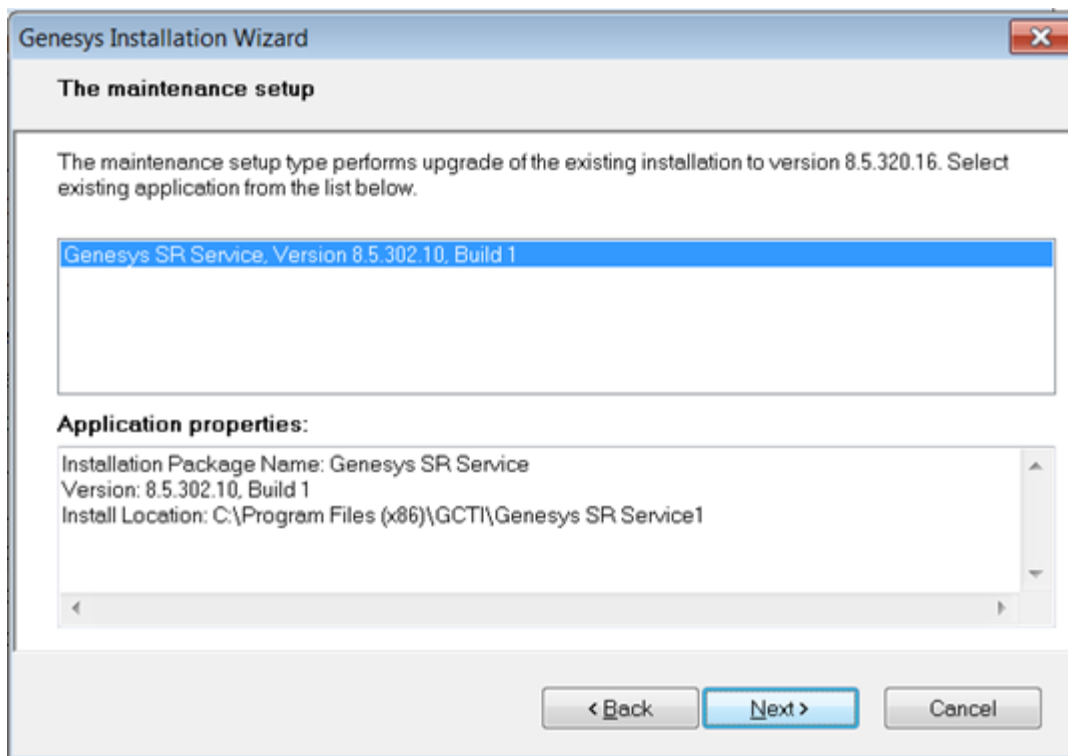 Genesys Installation Wizard
The maintenance setup
The maintenance setup type performs upgrade of the existing installation to version 8.5.320.16. Select
existing application from the list below.
Genesys SR Service, Version 8.5.302.10, Build 1
Application properties:
Installation Package Name: Genesys SR Service
Version: 8.5.302.10, Build 1
Install Location: C:\Program Files (x86)\GCTI\Genesys SR Service1
< Back Next > Cancel